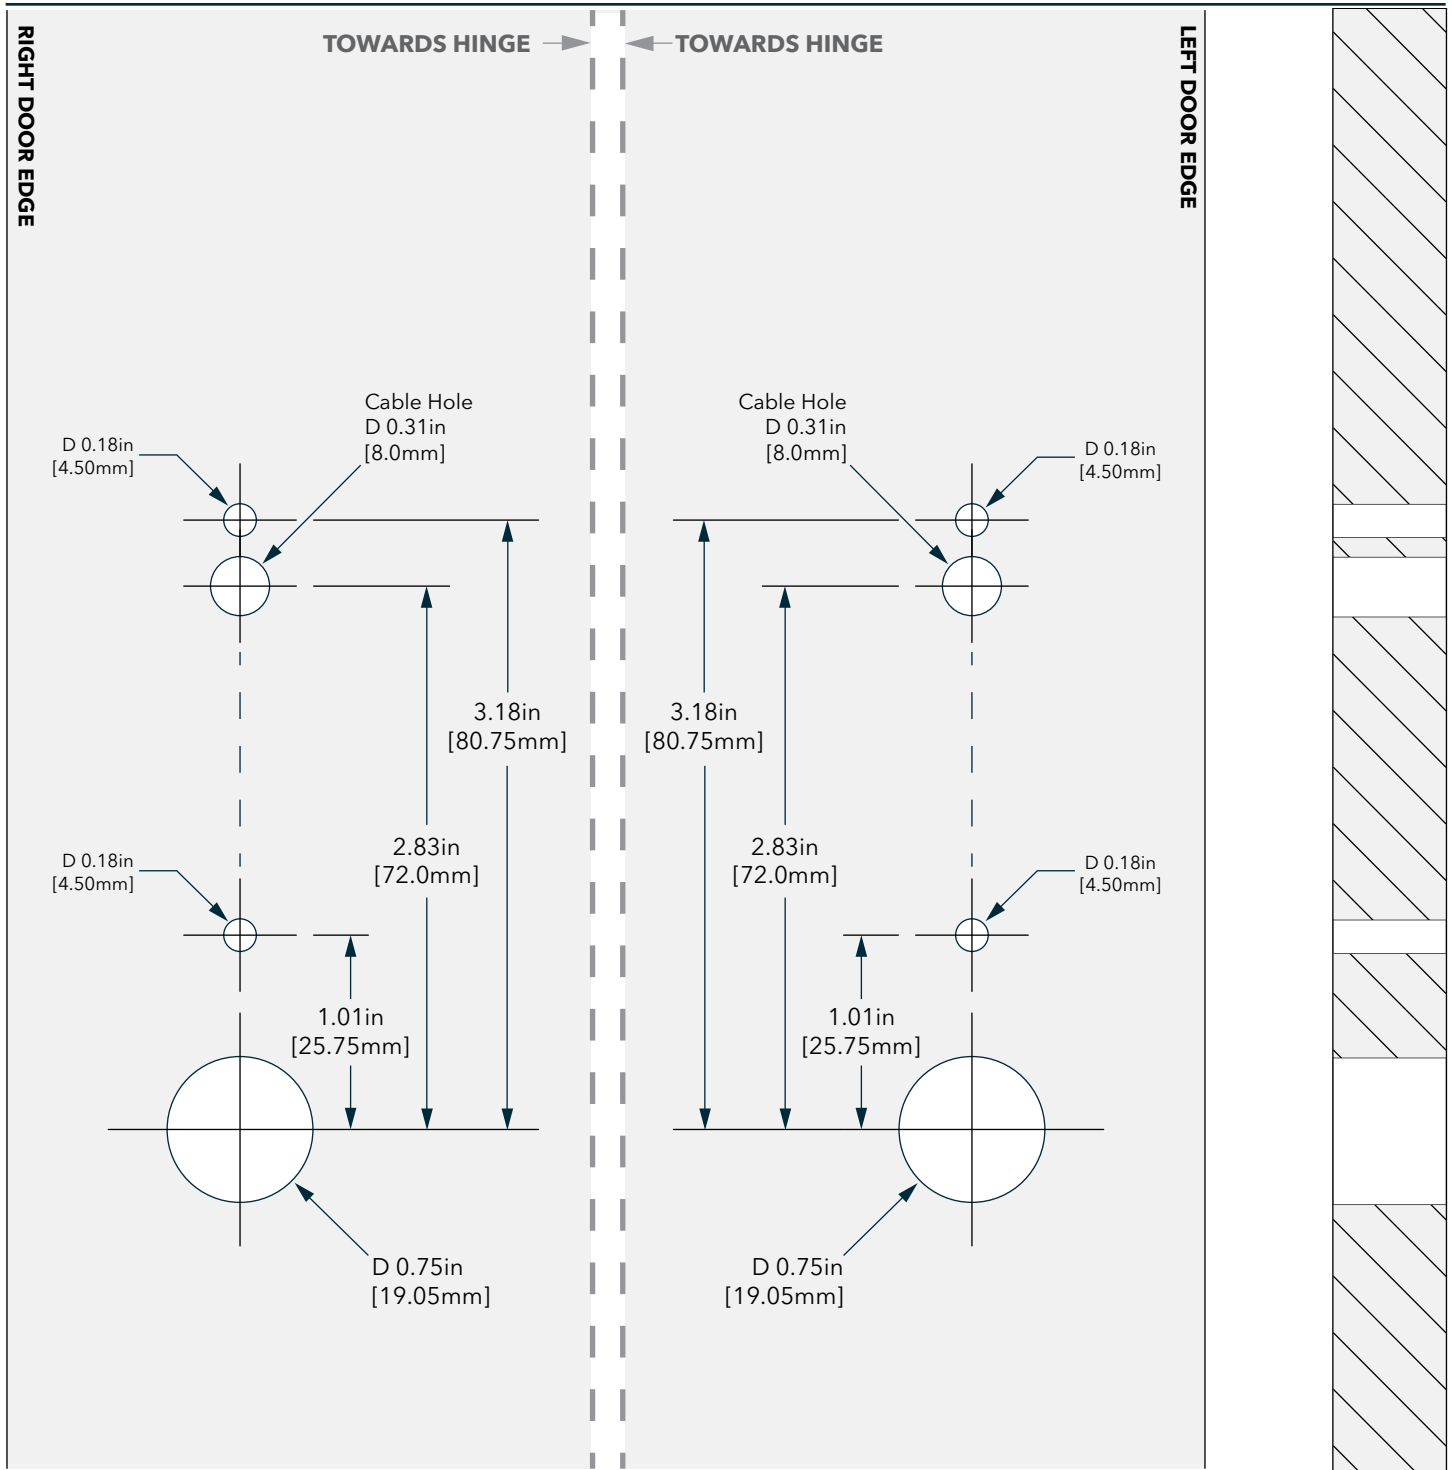 RIGHT DOOR EDGE
TOWARDS HINGE
TOWARDS HINGE
LEFT DOOR EDGE
Cable Hole
D 0.31in
[8.0mm]
D 0.18in
[4.50mm]
Cable Hole
D 0.31in
[8.0mm]
D 0.18in
[4.50mm]
3.18in
[80.75mm]
3.18in
[80.75mm]
2.83in
[72.0mm]
2.83in
[72.0mm]
D 0.18in
[4.50mm]
D 0.18in
[4.50mm]
1.01in
[25.75mm]
1.01in
[25.75mm]
D 0.75in
[19.05mm]
D 0.75in
[19.05mm]